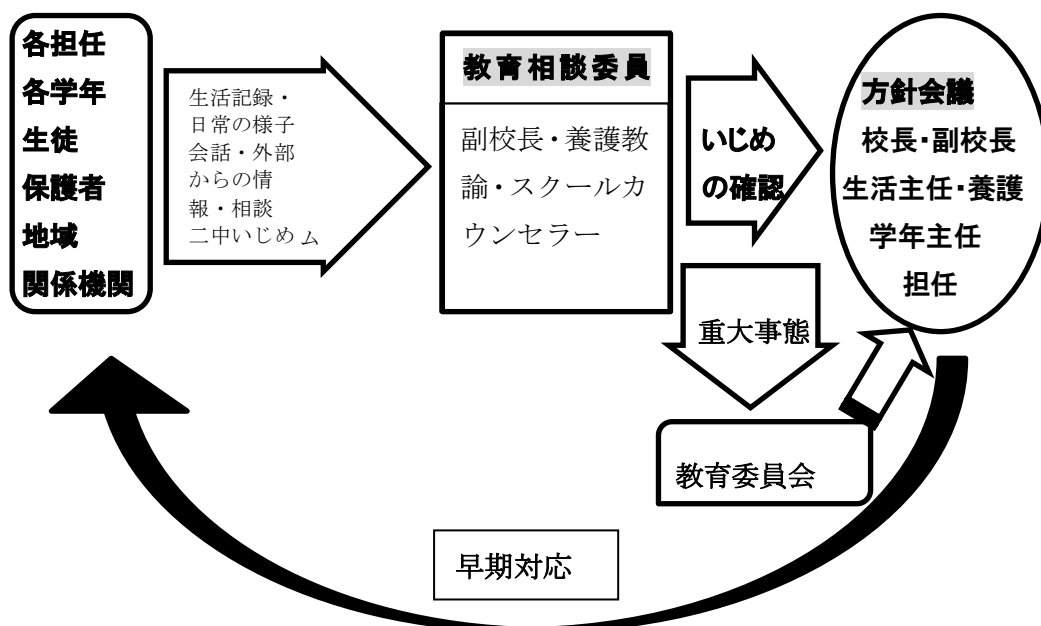 各担任
各学年
生徒
保護者
地域
関係機関
生活記録・
日常の様子
会話・外部
からの情
報・相談
二中いじめム
教育相談委員
副校長・養護教
諭・スクールカ
ウンセラー
いじめ
の確認
方針会議
校長・副校長
生活主任・養護
学年主任
担任
重大事態
教育委員会
早期対応